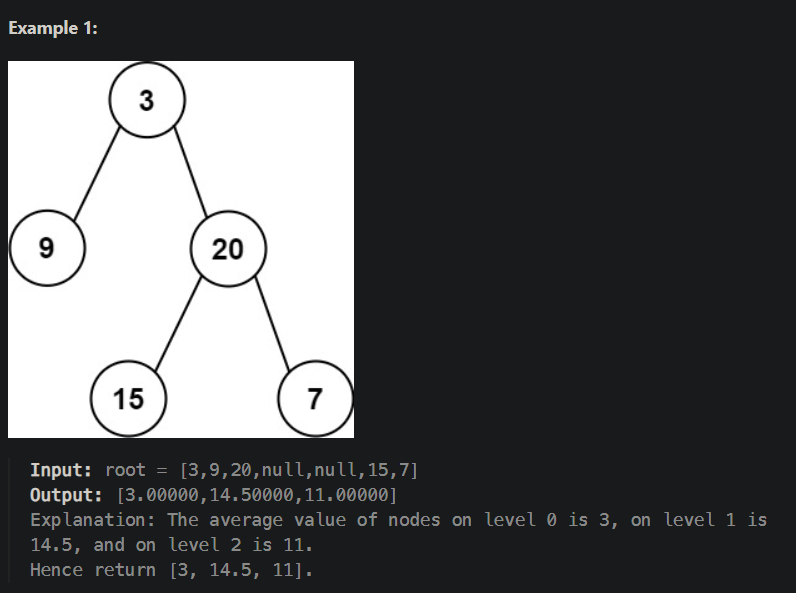 Example 1:
3
9
20
15
7
Input: root = [3,9,20,null,null,15,7]
Output: [3.00000,14.50000,11.00000]
Explanation: The average value of nodes on level 0 is 3, on level 1 is
14.5, and on level 2 is 11.
Hence return [3, 14.5, 11].